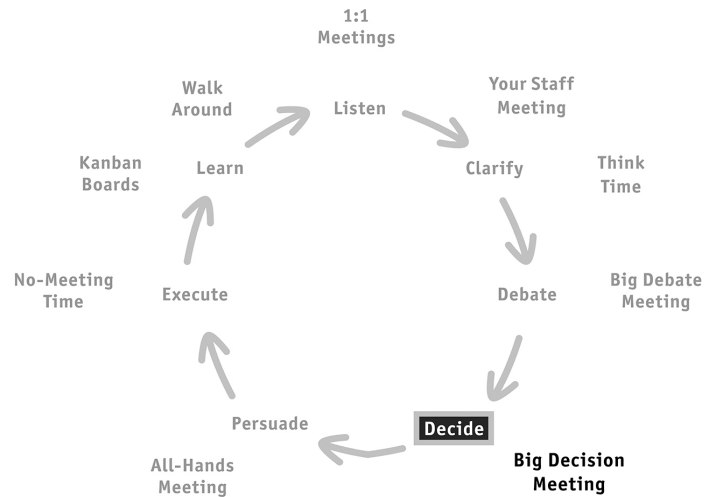 1:1
Meetings
Walk
Around
Listen
Your Staff
Meeting
Kanban
Boards
Learn
Clarify
Think
Time
No-Meeting
Time
Execute
Debate
Big Debate
Meeting
Persuade
Decide
All-Hands
Meeting
Big Decision
Meeting